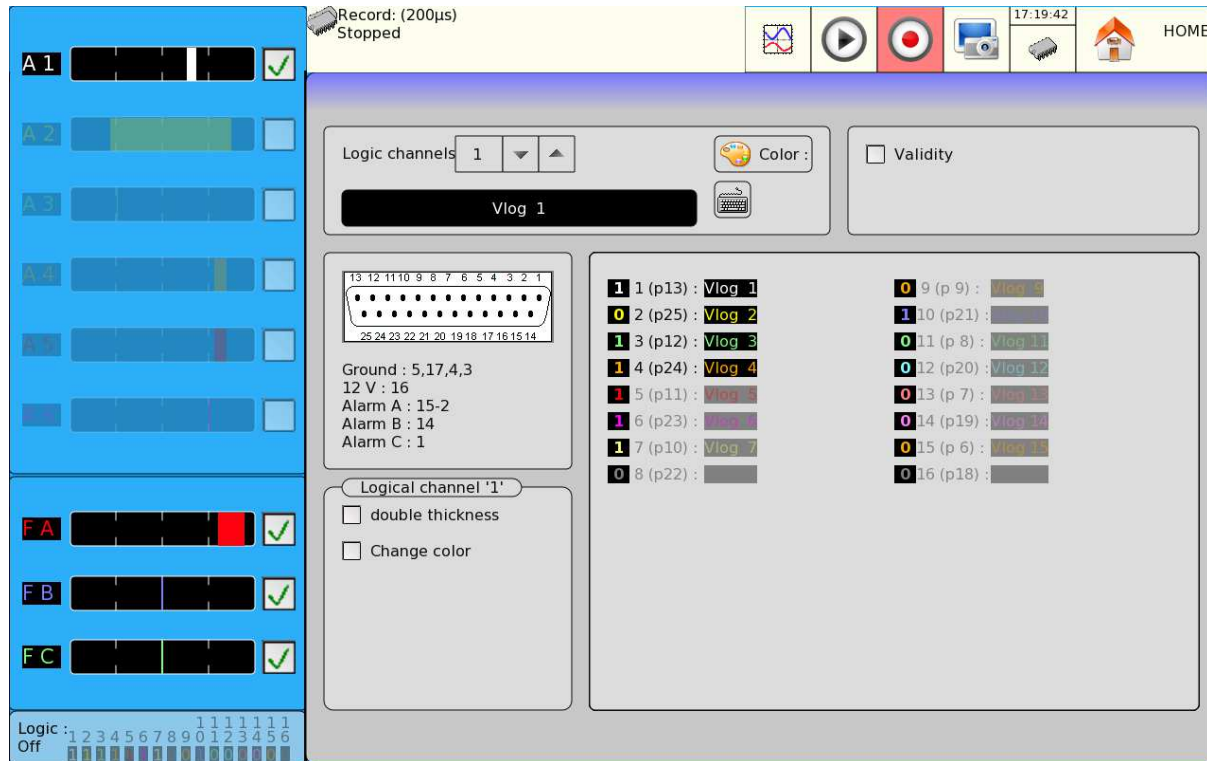 Record: (200µs)
Stopped
17:19:42
HOME
A 1
A 2
A 3
A 4
A 5
F A
F B
F C
Logic :
Off
1 2 3 4 5 6 7 8 9 10 11 12 13 14 15 16
Logic channels 1
Color :
Vlog 1
Validity
13 12 11 10 9 8 7 6 5 4 3 2 1
25 24 23 22 21 20 19 18 17 16 15 14
Ground : 5,17,4,3
12 V : 16
Alarm A : 15-2
Alarm B : 14
Alarm C : 1
Logical channel '1'
double thickness
Change color
1 1 (p13) : Vlog 1
0 2 (p25) : Vlog 2
1 3 (p12) : Vlog 3
1 4 (p24) : Vlog 4
1 5 (p11) : Vlog 5
1 6 (p23) : Vlog 6
1 7 (p10) : Vlog 7
0 8 (p22) :
0 9 (p 9) : Vlog 9
1 10 (p21) :
0 11 (p 8) : Vlog 11
0 12 (p20) : Vlog 12
0 13 (p 7) : Vlog 13
0 14 (p19) : Vlog 14
0 15 (p 6) : Vlog 15
0 16 (p18) :